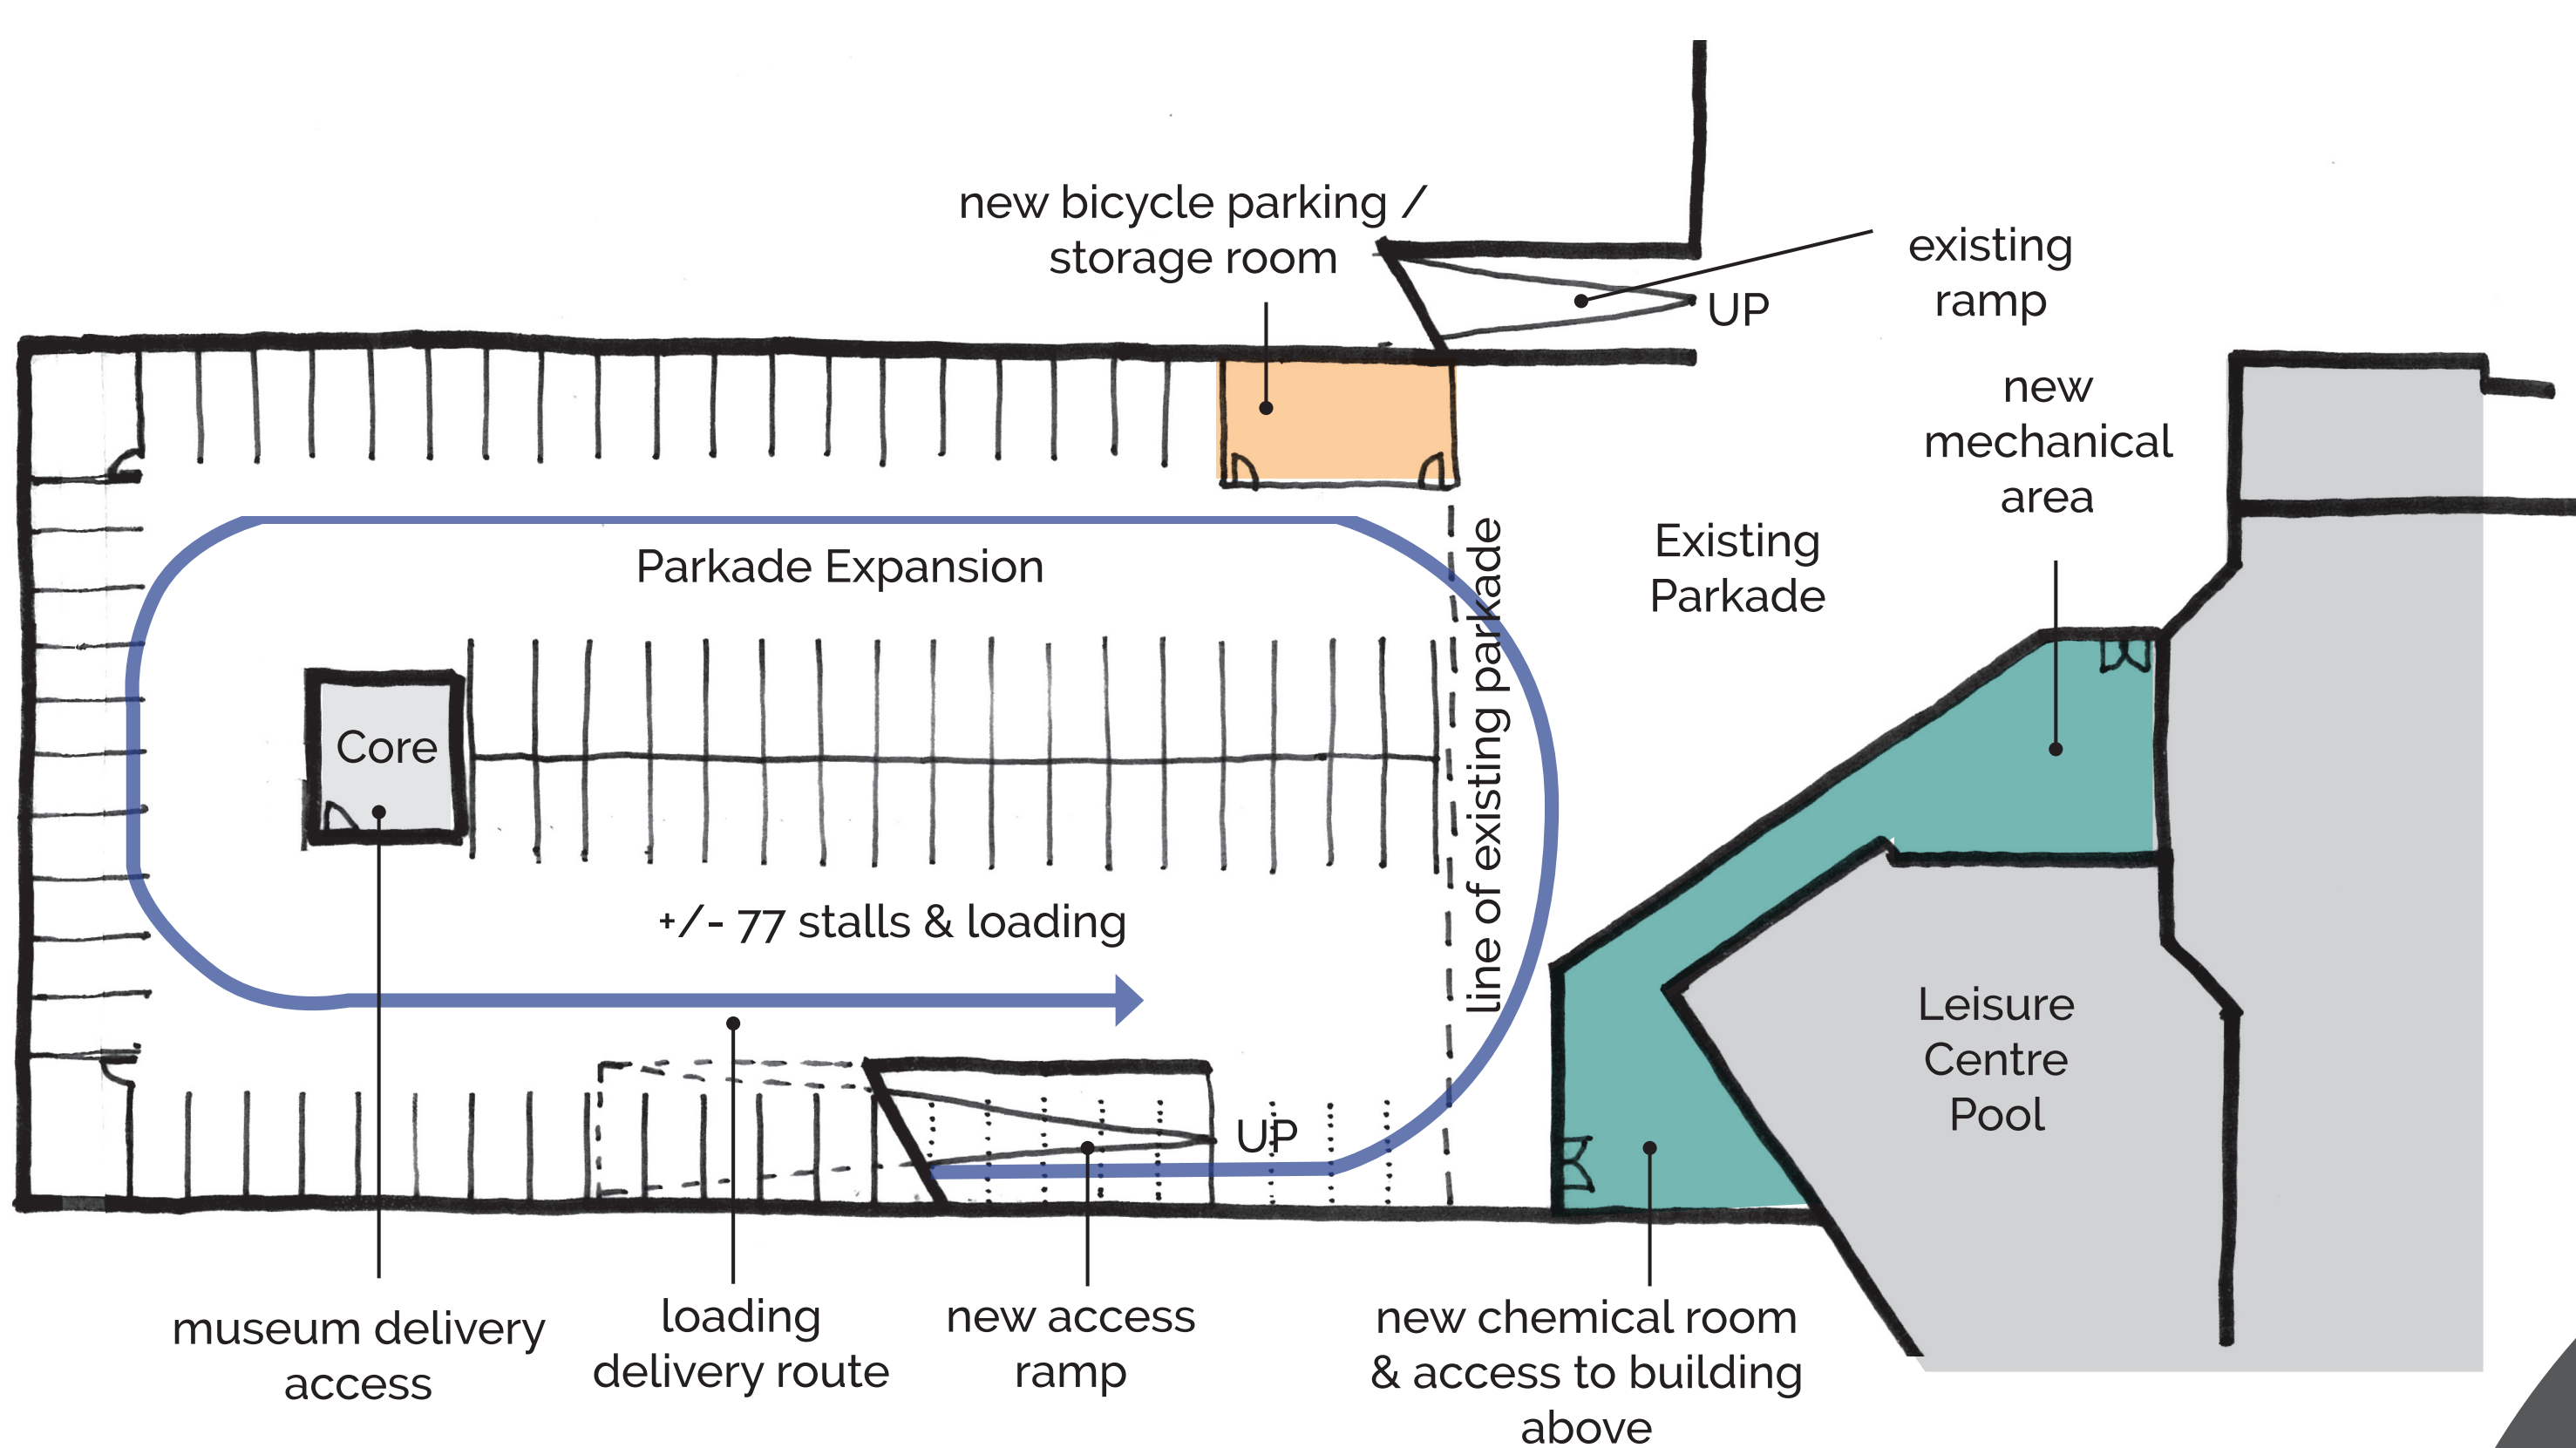 new bicycle parking /
storage room
existing
ramp
UP
new
mechanical
area
Parkade Expansion
line of existing parkade
Existing
Parkade
Core
+/- 77 stalls & loading
Leisure
Centre
Pool
UP
museum delivery
access
loading
delivery route
new access
ramp
new chemical room
& access to building
above